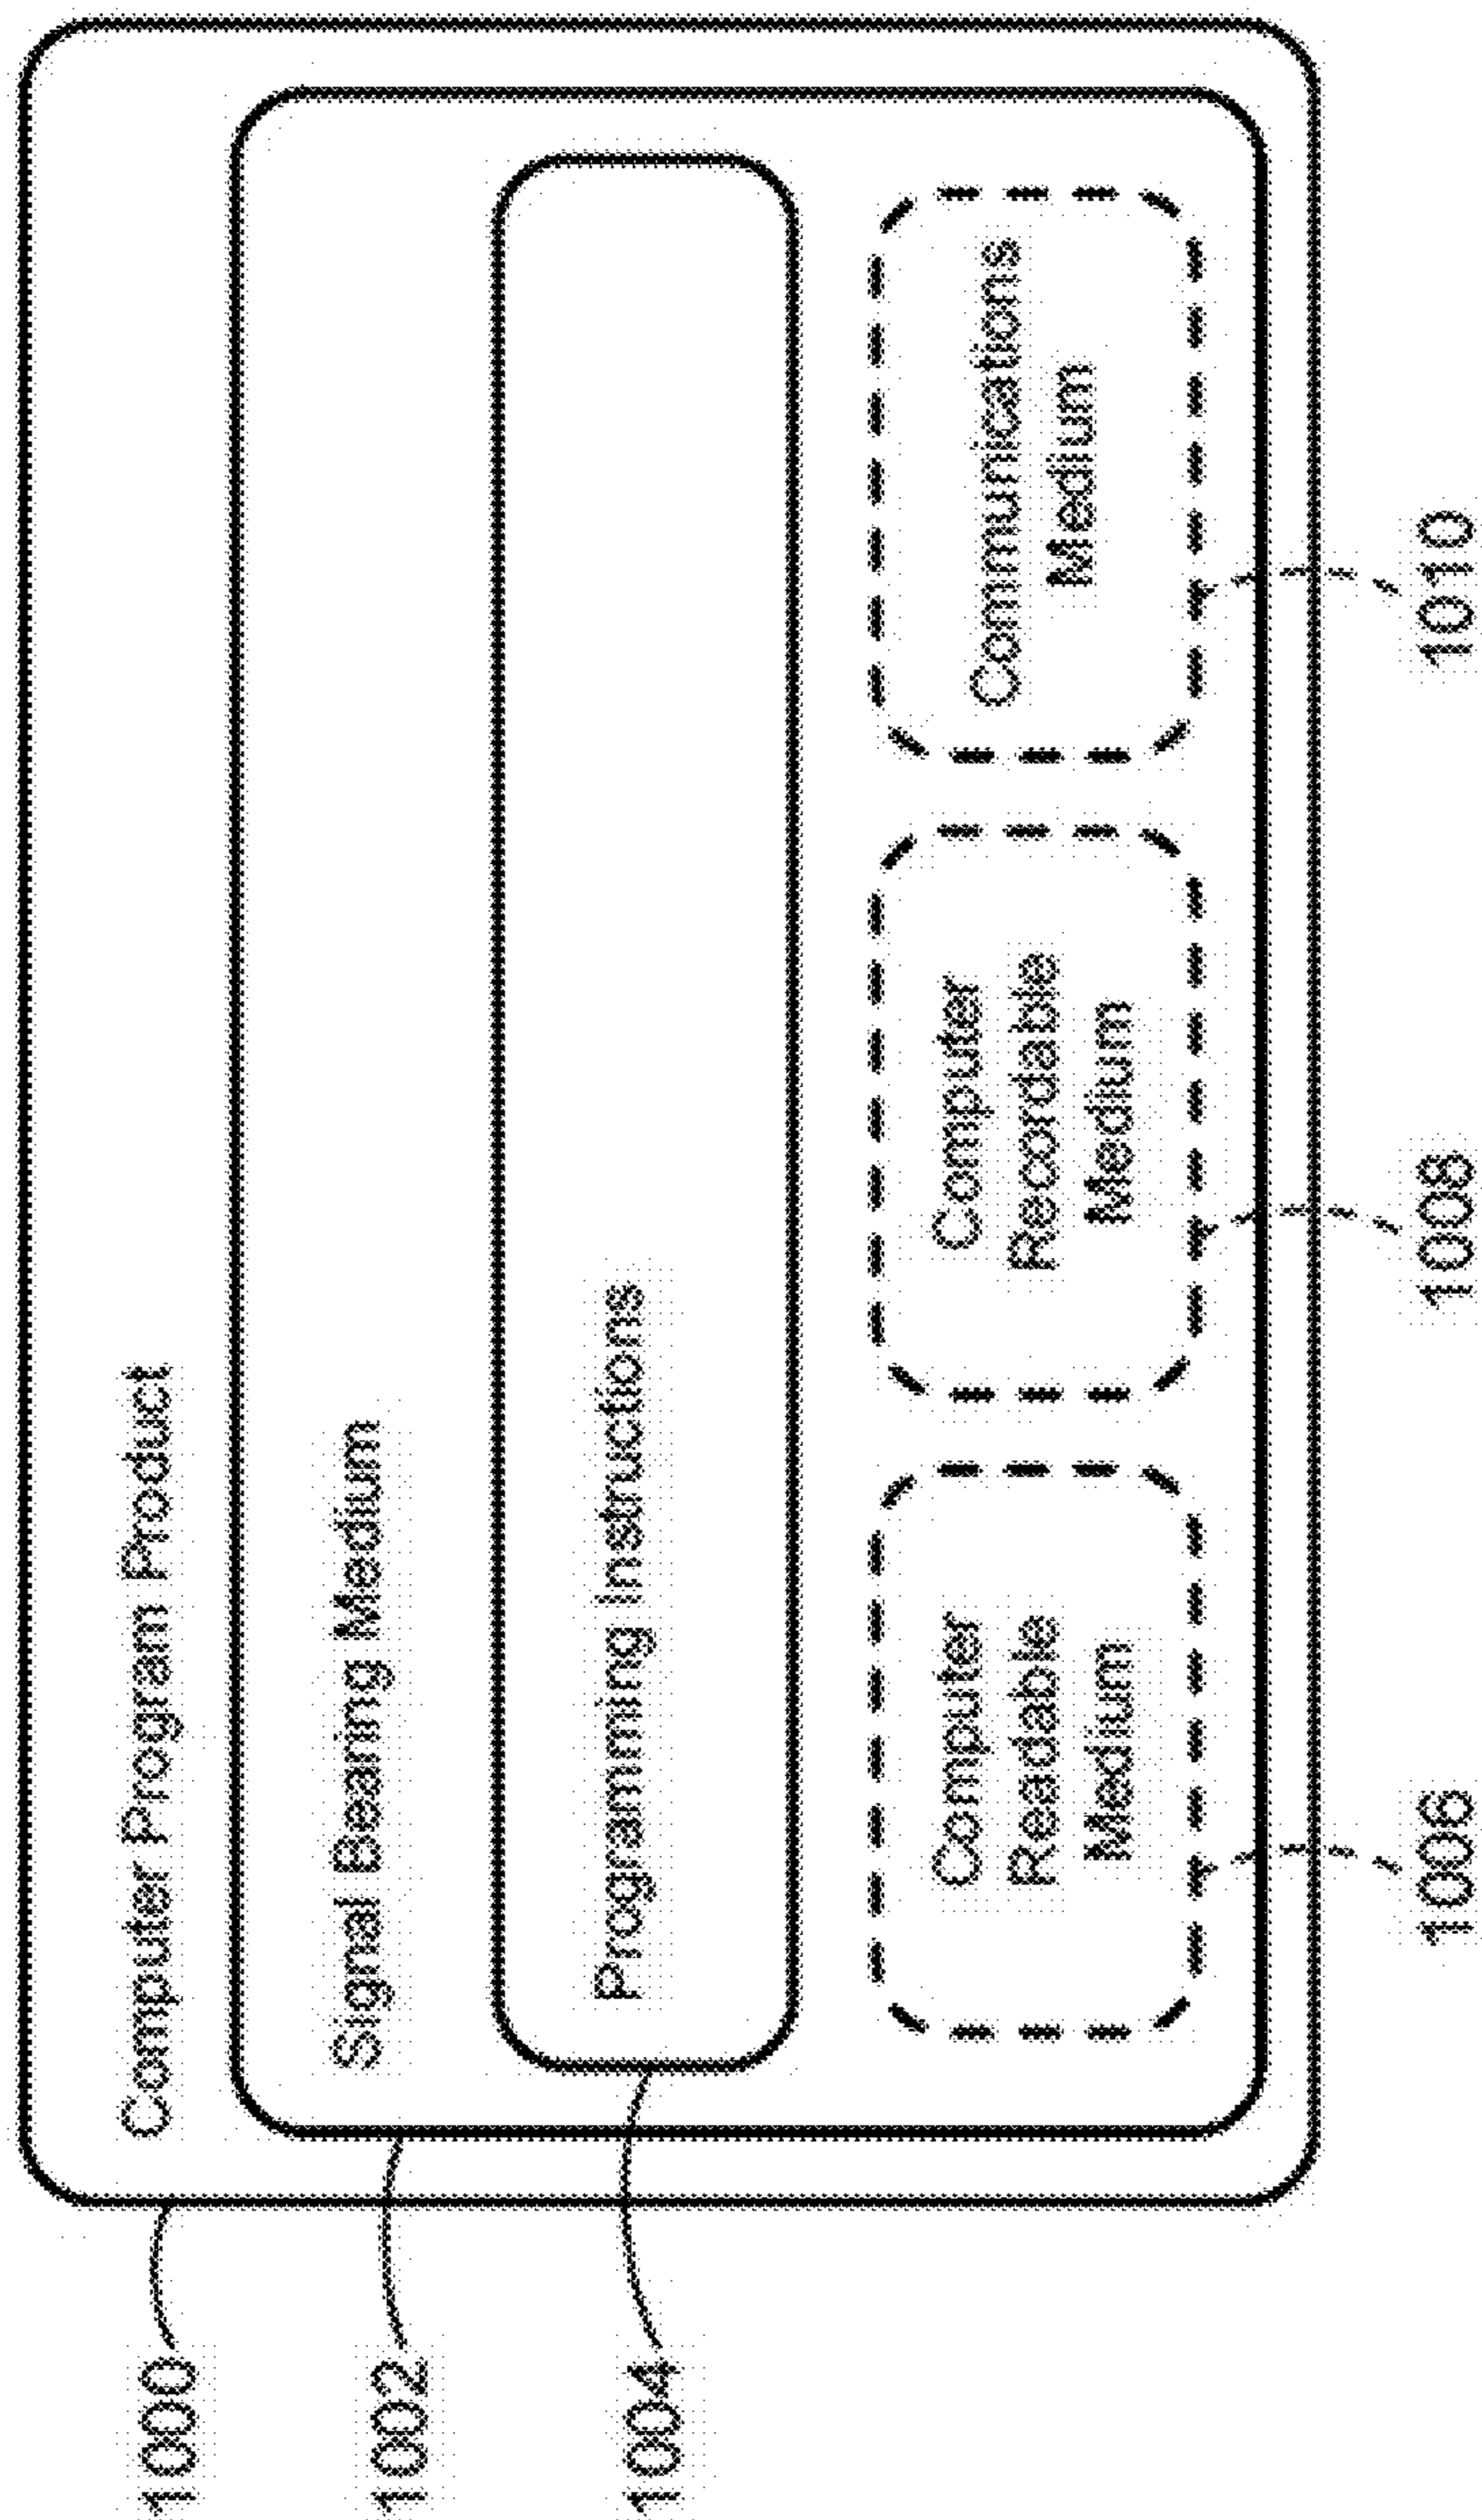 1000
Computer Program Product
1002
Signal Bearing Medium
1004
Programming Instructions
Computer
Readable
Medium
Computer
Recordable
Medium
Communications
Medium
1006
1008
1010